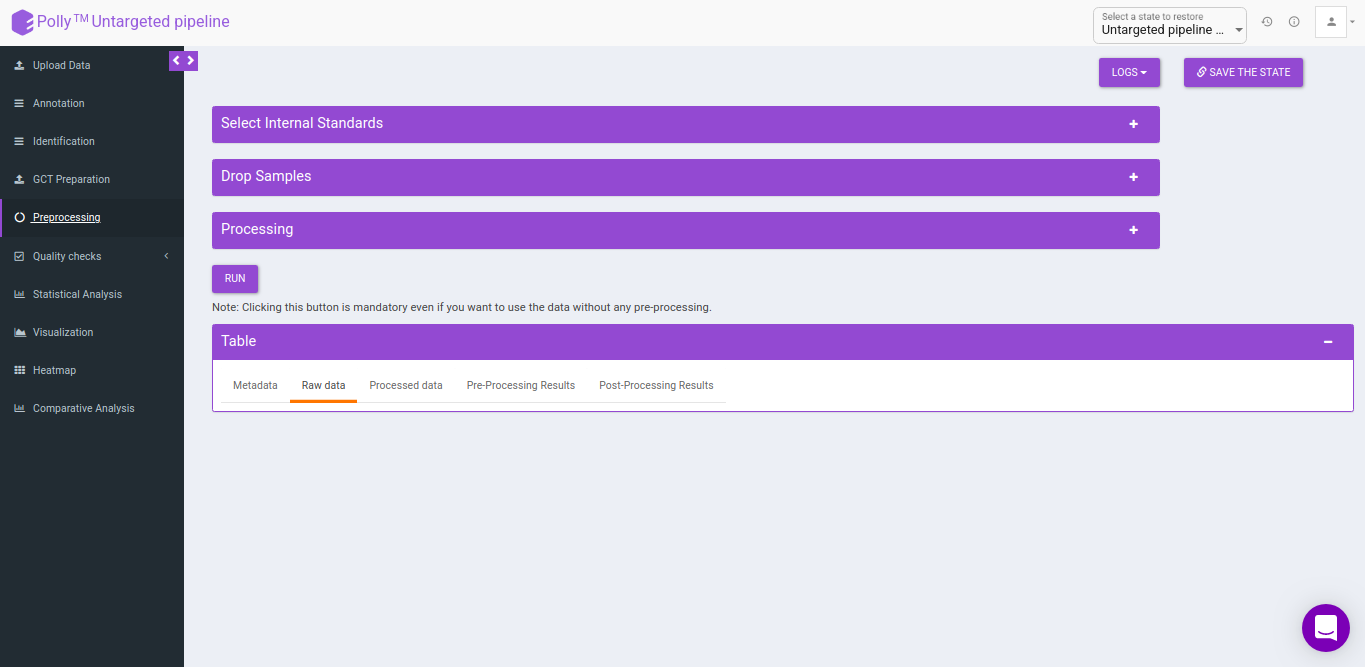 Polly™ Untargeted pipeline
Select a state to restore
Untargeted pipeline ...
Upload Data
Annotation
Identification
GCT Preparation
Preprocessing
Quality checks
Statistical Analysis
Visualization
Heatmap
Comparative Analysis
LOGS
SAVE THE STATE
Select Internal Standards
Drop Samples
Processing
RUN
Note: Clicking this button is mandatory even if you want to use the data without any pre-processing.
Table
Metadata Raw data Processed data Pre-Processing Results Post-Processing Results